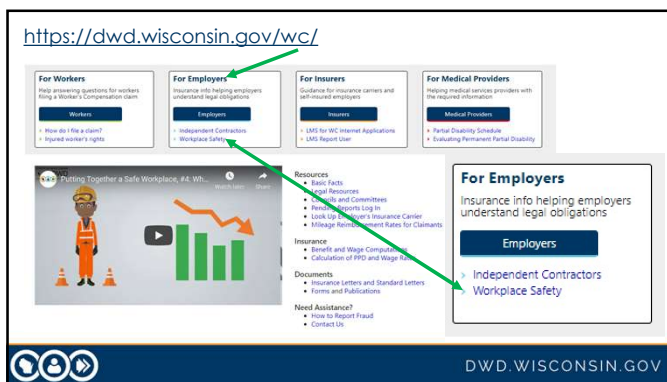 https://dwd.wisconsin.gov/wc/
For Workers
Help answering questions for workers
filing a Worker's Compensation claim
Workers
How do I file a claim?
Injured worker's rights
For Employers
Insurance info helping employers
understand legal obligations
Employers
Independent Contractors
Workplace Safety
For Insurers
Guidance for insurance carriers and
self-insured employers
Insurers
LMS for WC Internet Applications
LMS Report User
For Medical Providers
Helping medical services providers with
the required information
Medical Providers
Partial Disability Schedule
Evaluating Permanent Partial Disability
Putting Together a Safe Workplace, #4: Wh...
Watch later
Share
Resources
Basic Facts
Legal Resources
Councils and Committees
Pending Reports Log In
Look Up Employer's Insurance Carrier
Mileage Reimbursement Rates for Claimants
Insurance
Benefit and Wage Computations
Calculation of PPD and Wage Rates
Documents
Insurance Letters and Standard Letters
Forms and Publications
Need Assistance?
How to Report Fraud
Contact Us
For Employers
Insurance info helping employers
understand legal obligations
Employers
Independent Contractors
Workplace Safety
DWD.WISCONSIN.GOV